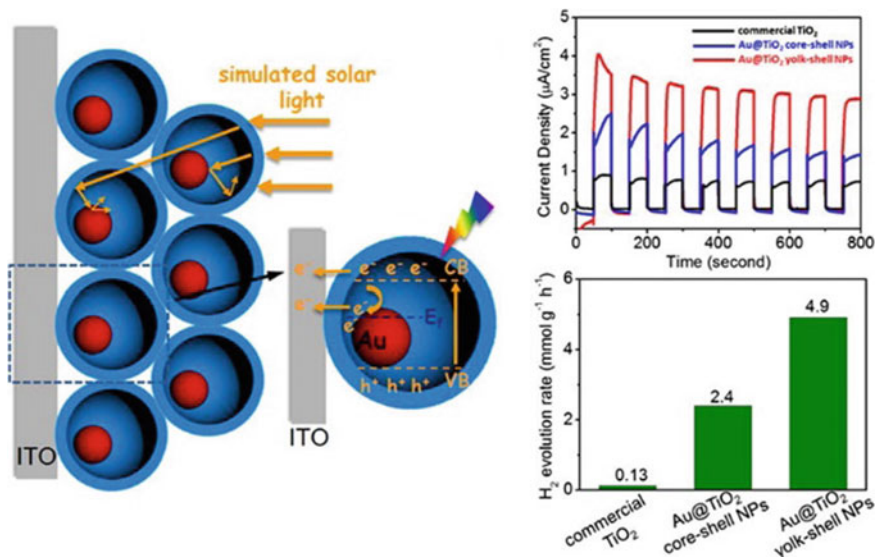 simulated solar
light
ITO
e⁻
e⁻
e⁻ e⁻ e⁻ CB
e⁻
e⁻
E_f
Au
h⁺ h⁺ h⁺ VB
ITO
5
4
3
2
1
0
Current Density (μA/cm²)
commercial TiO₂
Au@TiO₂ core-shell NPs
Au@TiO₂ yolk-shell NPs
0 200 400 600 800
Time (second)
6
4
2
0
H₂ evolution rate (mmol g⁻¹ h⁻¹)
0.13
2.4
4.9
commercial
TiO₂
Au@TiO₂
core-shell NPs
Au@TiO₂
yolk-shell NPs